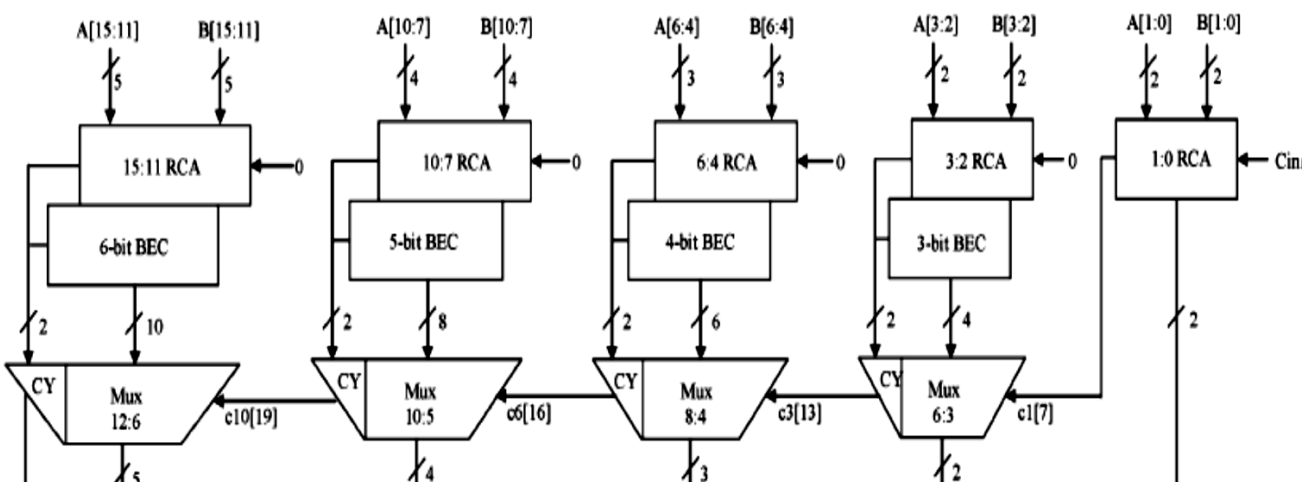 A[15:11] B[15:11] A[10:7] B[10:7] A[6:4] B[6:4] A[3:2] B[3:2] A[1:0] B[1:0]
5 5 4 4 3 3 2 2 2 2
15:11 RCA 0 10:7 RCA 0 6:4 RCA 0 3:2 RCA 0 1:0 RCA Cin
6-bit BEC 5-bit BEC 4-bit BEC 3-bit BEC
2 10 2 8 2 6 2 4 2
CY Mux CY Mux CY Mux CY Mux
12:6 c10[19] 10:5 c6[16] 8:4 c3[13] 6:3 c1[7]
5 4 3 2